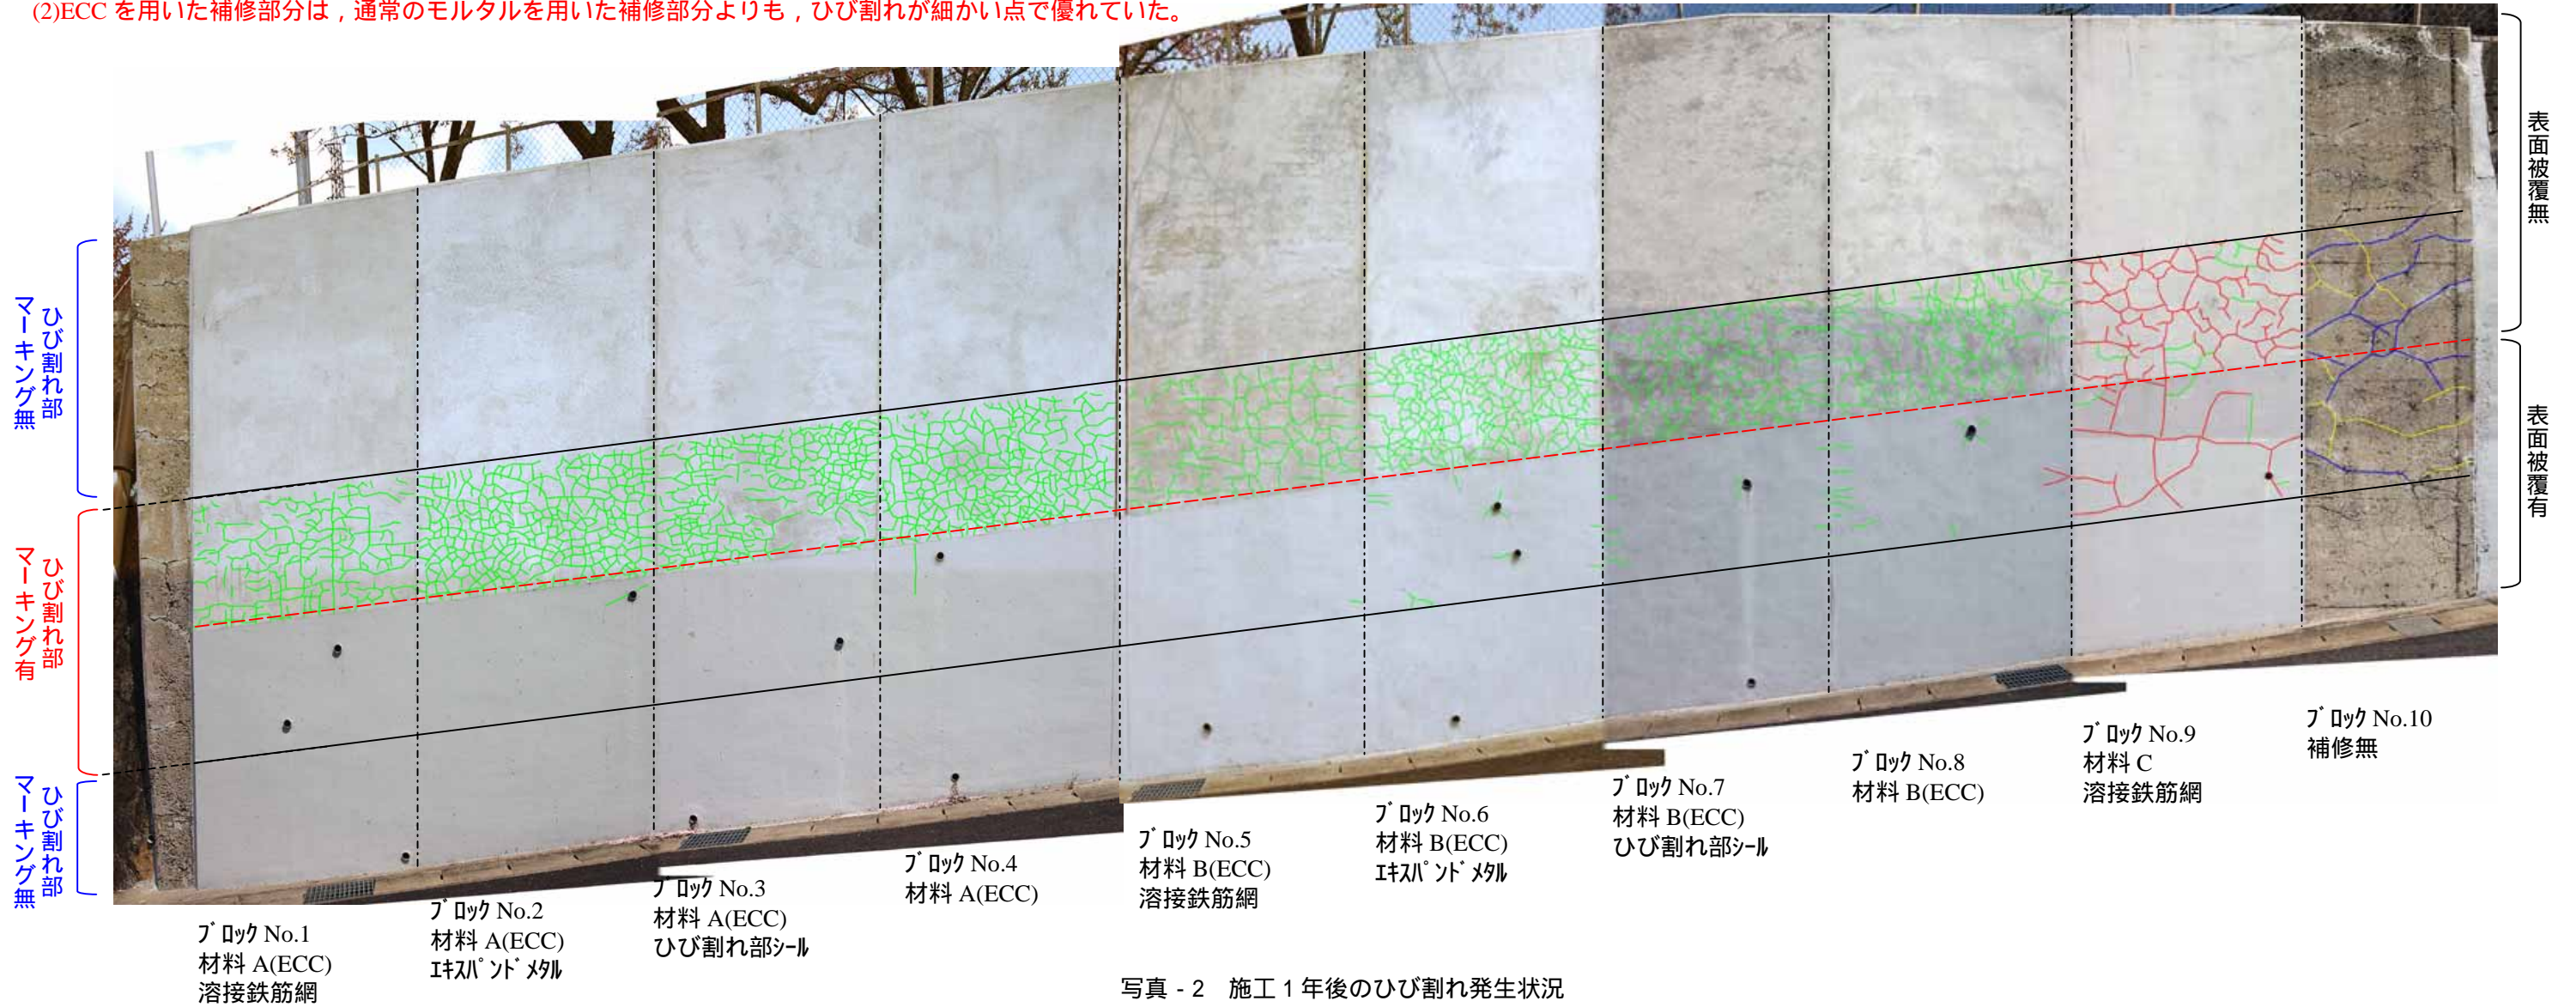 (2)ECC を用いた補修部分は，通常のモルタルを用いた補修部分よりも，ひび割れが細かい点で優れていた。
表面被覆無
表面被覆有
ひび割れ部
マーキング無
ひび割れ部
マーキング有
ひび割れ部
マーキング無
ﾌﾞﾛｯｸ No.1
材料 A(ECC)
溶接鉄筋網
ﾌﾞﾛｯｸ No.2
材料 A(ECC)
ｴｷｽﾊﾟﾝﾄﾞﾒﾀﾙ
ﾌﾞﾛｯｸ No.3
材料 A(ECC)
ひび割れ部ｼｰﾙ
ﾌﾞﾛｯｸ No.4
材料 A(ECC)
ﾌﾞﾛｯｸ No.5
材料 B(ECC)
溶接鉄筋網
ﾌﾞﾛｯｸ No.6
材料 B(ECC)
ｴｷｽﾊﾟﾝﾄﾞﾒﾀﾙ
ﾌﾞﾛｯｸ No.7
材料 B(ECC)
ひび割れ部ｼｰﾙ
ﾌﾞﾛｯｸ No.8
材料 B(ECC)
ﾌﾞﾛｯｸ No.9
材料 C
溶接鉄筋網
ﾌﾞﾛｯｸ No.10
補修無
写真 - 2　施工 1 年後のひび割れ発生状況